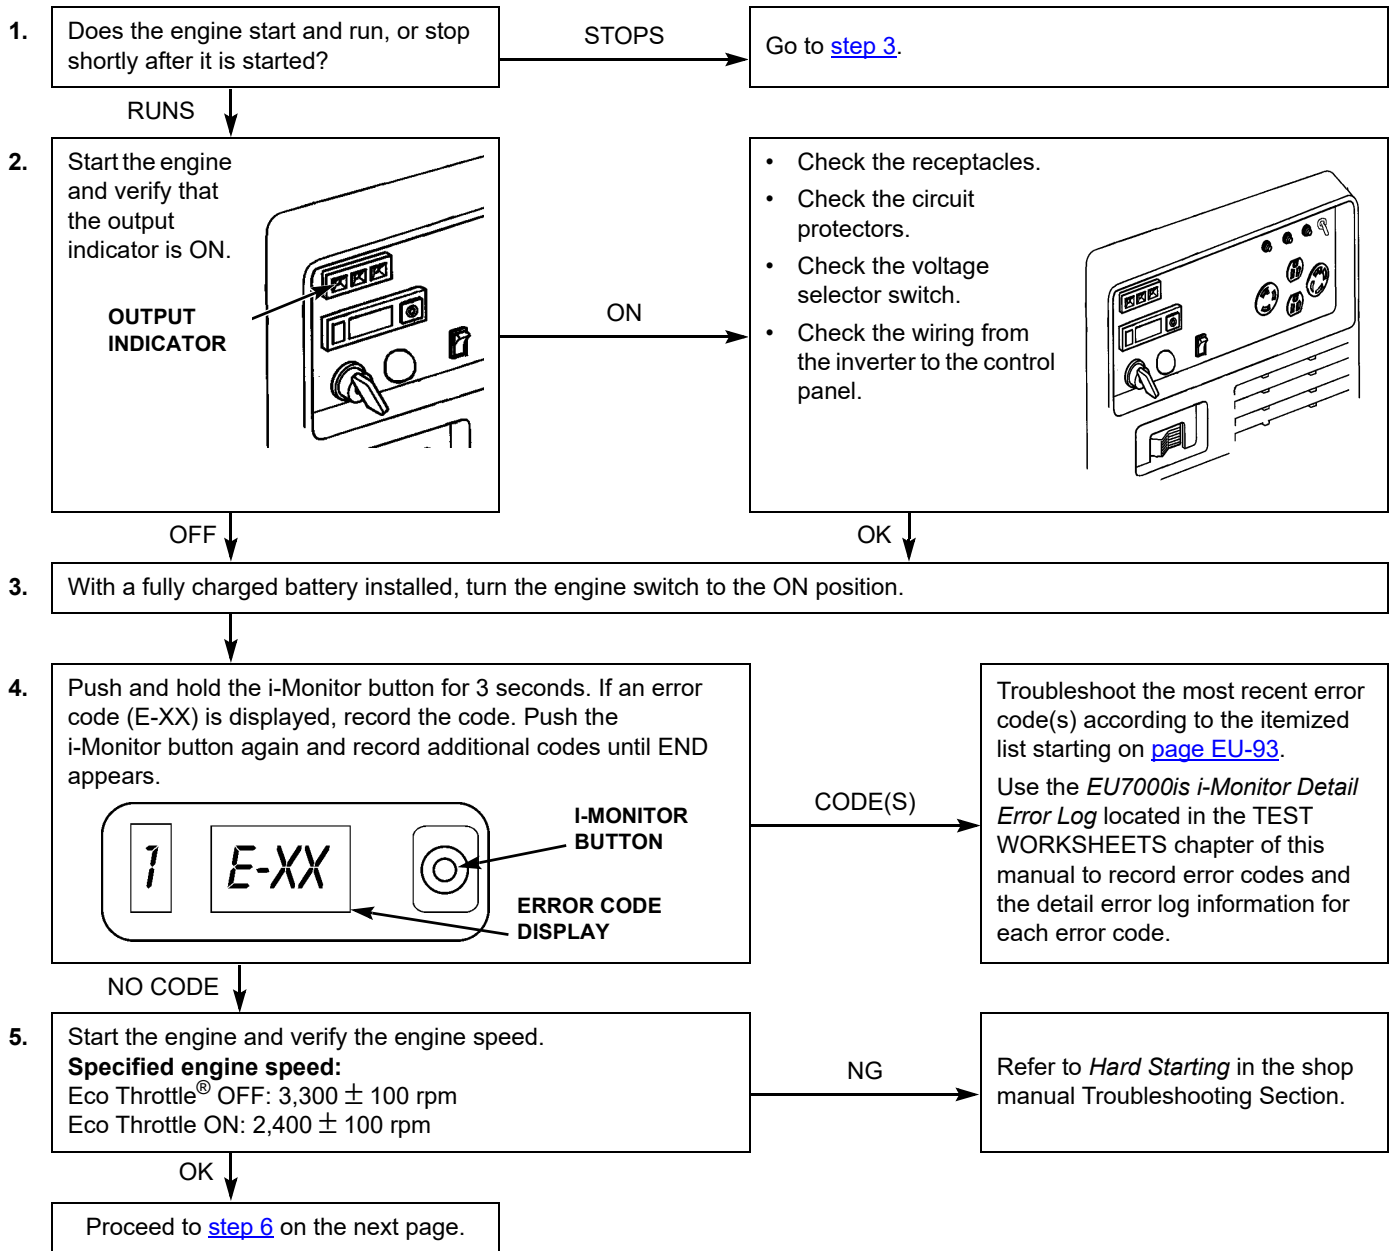 1.
Does the engine start and run, or stop
shortly after it is started?
STOPS
Go to step 3.
RUNS
2.
Start the engine
and verify that
the output
indicator is ON.
OUTPUT
INDICATOR
ON
• Check the receptacles.
• Check the circuit
protectors.
• Check the voltage
selector switch.
• Check the wiring from
the inverter to the control
panel.
OFF
OK
3.
With a fully charged battery installed, turn the engine switch to the ON position.
4.
Push and hold the i-Monitor button for 3 seconds. If an error
code (E-XX) is displayed, record the code. Push the
i-Monitor button again and record additional codes until END
appears.
1
E-XX
I-MONITOR
BUTTON
ERROR CODE
DISPLAY
CODE(S)
Troubleshoot the most recent error
code(s) according to the itemized
list starting on page EU-93.
Use the EU7000is i-Monitor Detail
Error Log located in the TEST
WORKSHEETS chapter of this
manual to record error codes and
the detail error log information for
each error code.
NO CODE
5.
Start the engine and verify the engine speed.
Specified engine speed:
Eco Throttle® OFF: 3,300 ± 100 rpm
Eco Throttle ON: 2,400 ± 100 rpm
NG
Refer to Hard Starting in the shop
manual Troubleshooting Section.
OK
Proceed to step 6 on the next page.